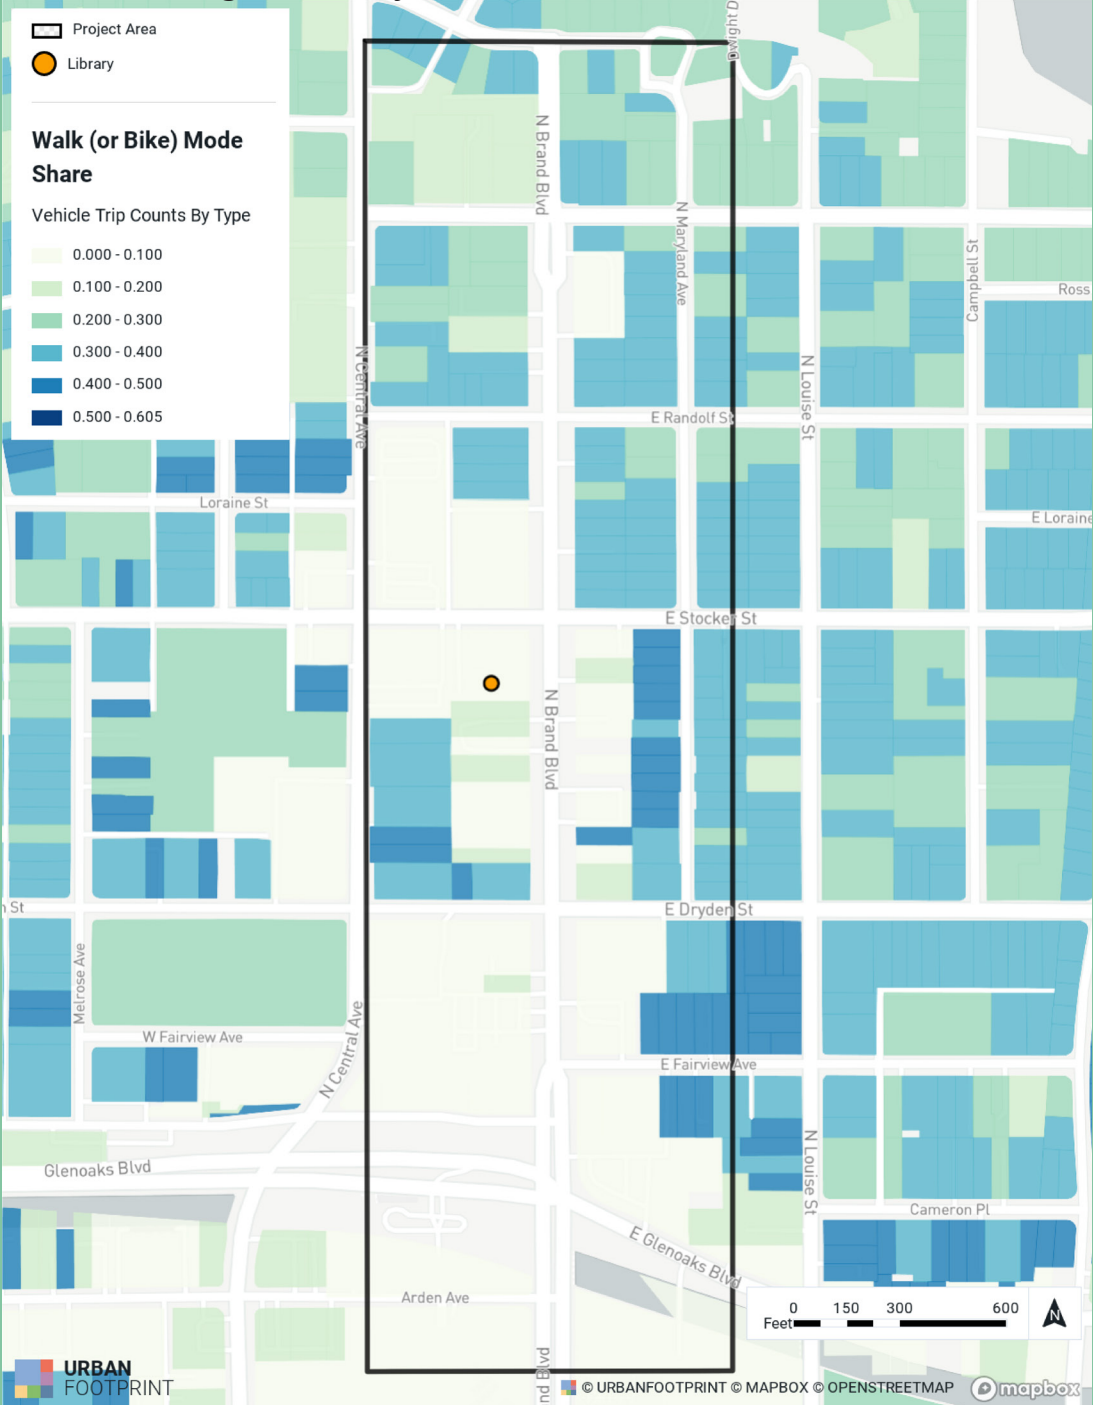 Project Area
Library
Walk (or Bike) Mode
Share
Vehicle Trip Counts By Type
0.000 - 0.100
0.100 - 0.200
0.200 - 0.300
0.300 - 0.400
0.400 - 0.500
0.500 - 0.605
Dwight D
N Brand Blvd
N Maryland Ave
Campbell St
Ross
N Central Ave
N Louise St
E Randolf St
Loraine St
E Loraine
E Stocker St
N Brand Blvd
n St
E Dryden St
Melrose Ave
W Fairview Ave
N Central Ave
E Fairview Ave
N Louise St
Glenoaks Blvd
Cameron Pl
E Glenoaks Blvd
Arden Ave
0 150 300 600
Feet
N
nd Blvd
URBAN
FOOTPRINT
© URBANFOOTPRINT © MAPBOX © OPENSTREETMAP
mapbox